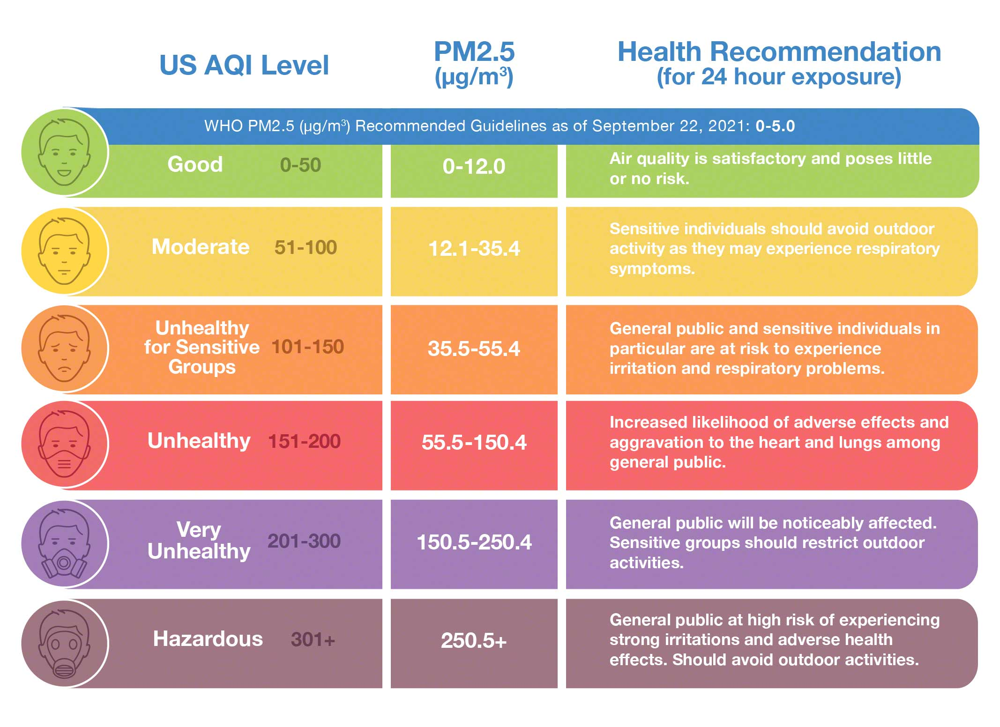 US AQI Level
PM2.5
(µg/m³)
Health Recommendation
(for 24 hour exposure)
WHO PM2.5 (µg/m³) Recommended Guidelines as of September 22, 2021: 0-5.0
Good
0-50
0-12.0
Air quality is satisfactory and poses little
or no risk.
Moderate
51-100
12.1-35.4
Sensitive individuals should avoid outdoor
activity as they may experience respiratory
symptoms.
Unhealthy
for Sensitive
Groups
101-150
35.5-55.4
General public and sensitive individuals in
particular are at risk to experience
irritation and respiratory problems.
Unhealthy
151-200
55.5-150.4
Increased likelihood of adverse effects and
aggravation to the heart and lungs among
general public.
Very
Unhealthy
201-300
150.5-250.4
General public will be noticeably affected.
Sensitive groups should restrict outdoor
activities.
Hazardous
301+
250.5+
General public at high risk of experiencing
strong irritations and adverse health
effects. Should avoid outdoor activities.